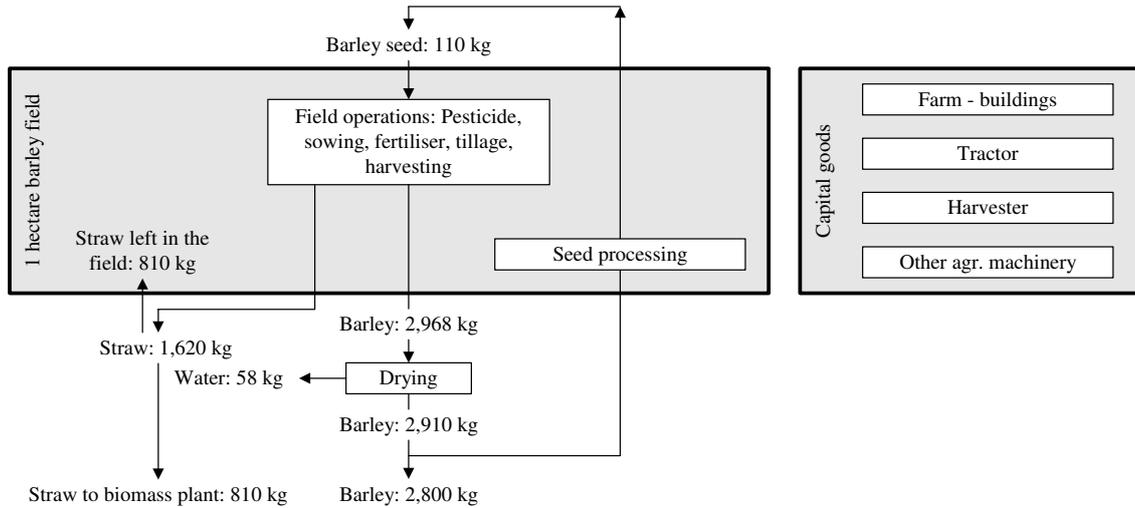 Barley seed: 110 kg
1 hectare barley field
Field operations: Pesticide,
sowing, fertiliser, tillage,
harvesting
Straw left in the
field: 810 kg
Seed processing
Capital goods
Farm - buildings
Tractor
Harvester
Other agr. machinery
Barley: 2,968 kg
Straw: 1,620 kg
Water: 58 kg
Drying
Barley: 2,910 kg
Straw to biomass plant: 810 kg
Barley: 2,800 kg